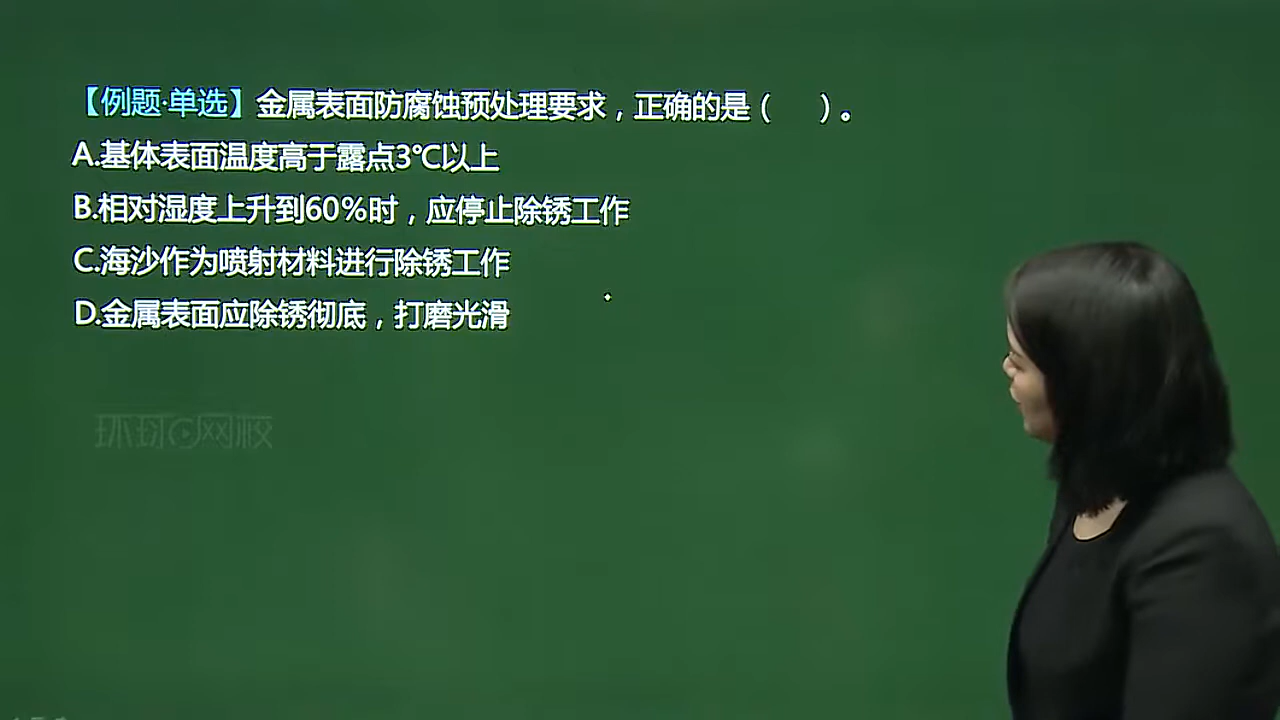 【例题·单选】金属表面防腐蚀预处理要求，正确的是（ ）。
A.基体表面温度高于露点3℃以上
B.相对湿度上升到60%时，应停止除锈工作
C.海沙作为喷射材料进行除锈工作
D.金属表面应除锈彻底，打磨光滑
环球网校